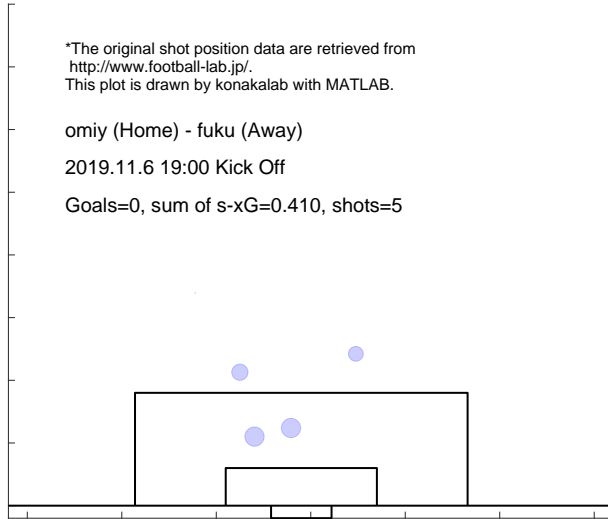 *The original shot position data are retrieved from
http://www.football-lab.jp/.
This plot is drawn by konakalab with MATLAB.
omiy (Home) - fuku (Away)
2019.11.6 19:00 Kick Off
Goals=0, sum of s-xG=0.410, shots=5